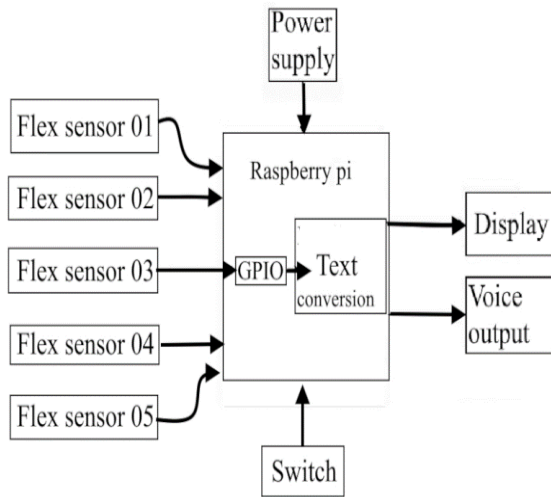 Power
supply
Flex sensor 01
Flex sensor 02
Flex sensor 03
Flex sensor 04
Flex sensor 05
Raspberry pi
GPIO
Text
conversion
Display
Voice
output
Switch